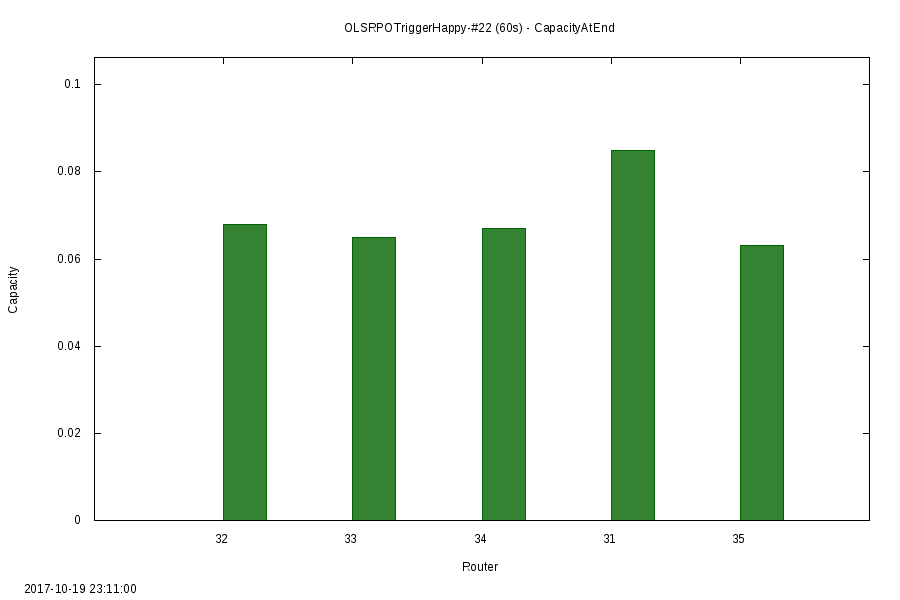 OLSRPOTriggerHappy-#22 (60s) - CapacityAtEnd
0.1
0.08
0.06
0.04
0.02
0
Capacity
32 33 34 31 35
Router
2017-10-19 23:11:00